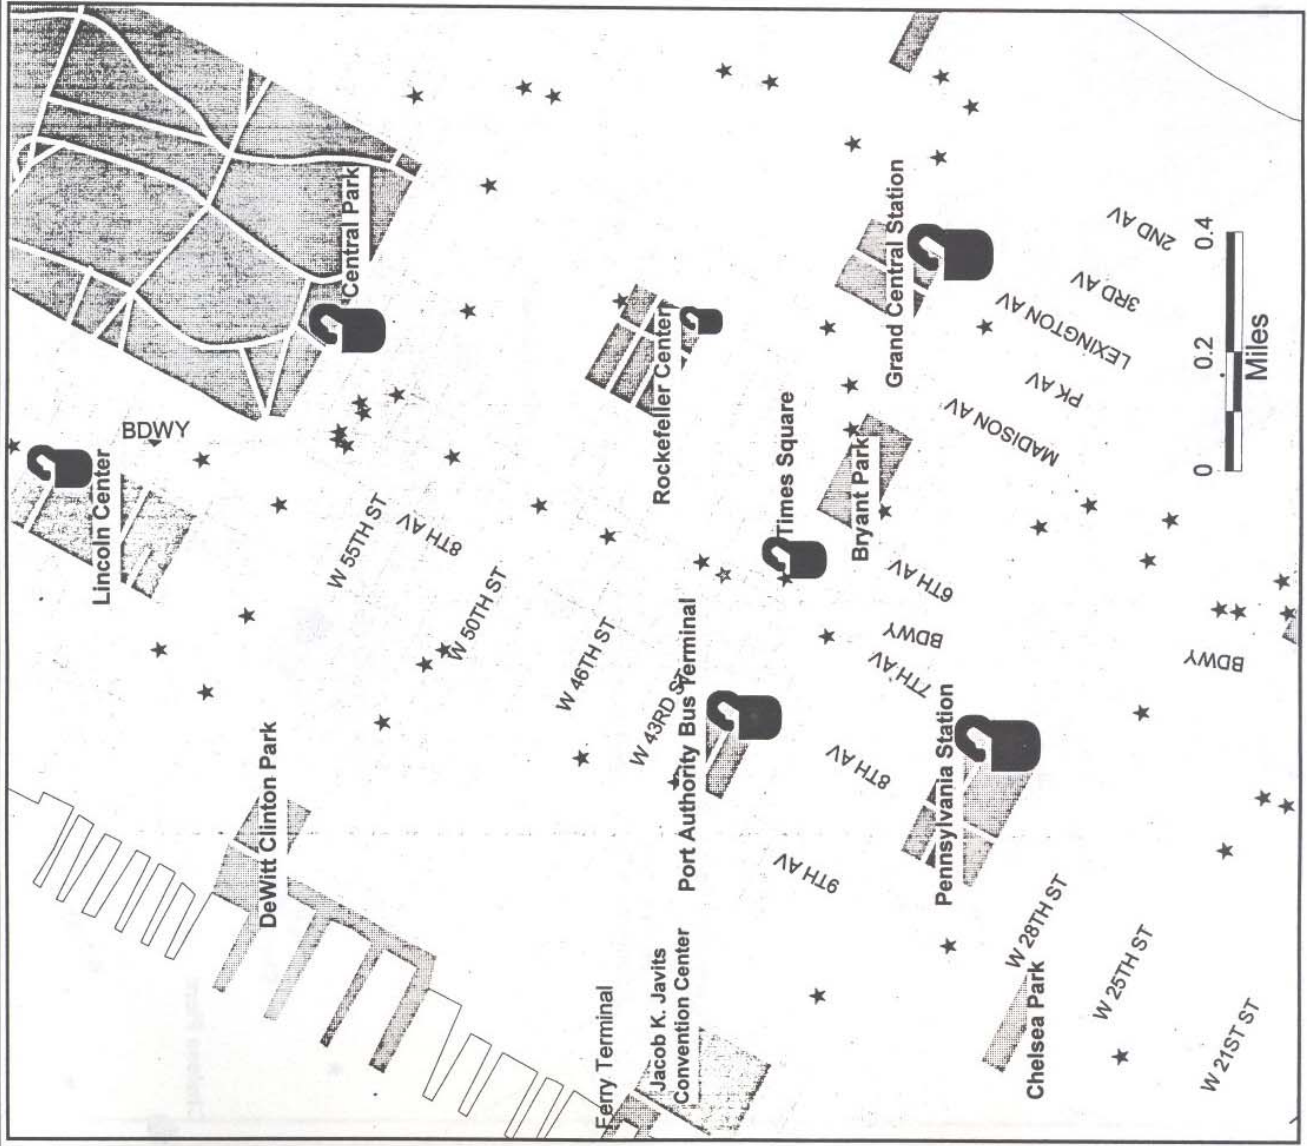 Central Park
BDWY
Lincoln Center
Rockefeller Center
Grand Central Station
2ND AV
3RD AV
LEXINGTON AV
PK AV
MADISON AV
0 0.2 0.4
Miles
Times Square
Bryant Park
W 55TH ST
8TH AV
W 50TH ST
W 46TH ST
W 43RD ST
6TH AV
BDWY
7TH AV
BDWY
DeWitt Clinton Park
Port Authority Bus Terminal
8TH AV
Pennsylvania Station
9TH AV
Ferry Terminal
Jacob K. Javits
Convention Center
W 28TH ST
Chelsea Park
W 25TH ST
W 21ST ST